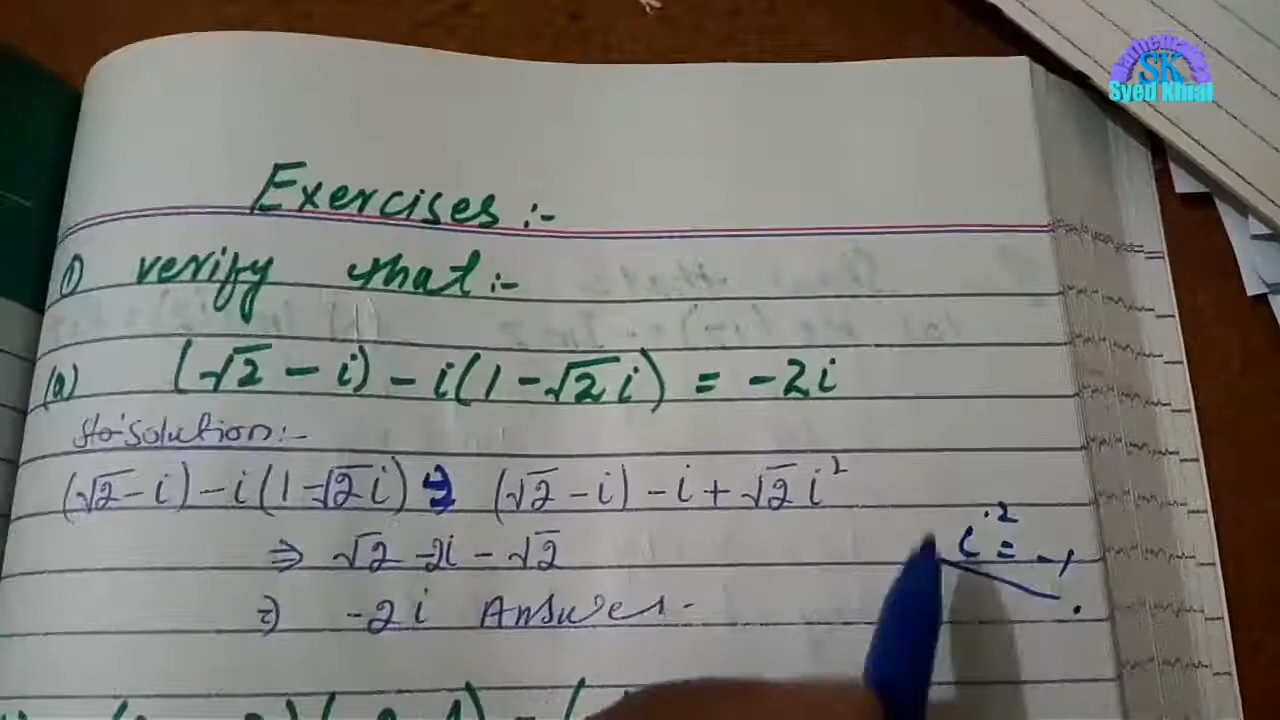 SK
Syed Khial
Exercises :-
① verify that :-
(a) (√2 - i) - i(1 - √2 i) = -2i
Solution :-
(√2 - i) - i(1 - √2 i) ⇒ (√2 - i) - i + √2 i²
⇒ √2 - 2i - √2
i² = -1
⇒ -2i Answer.